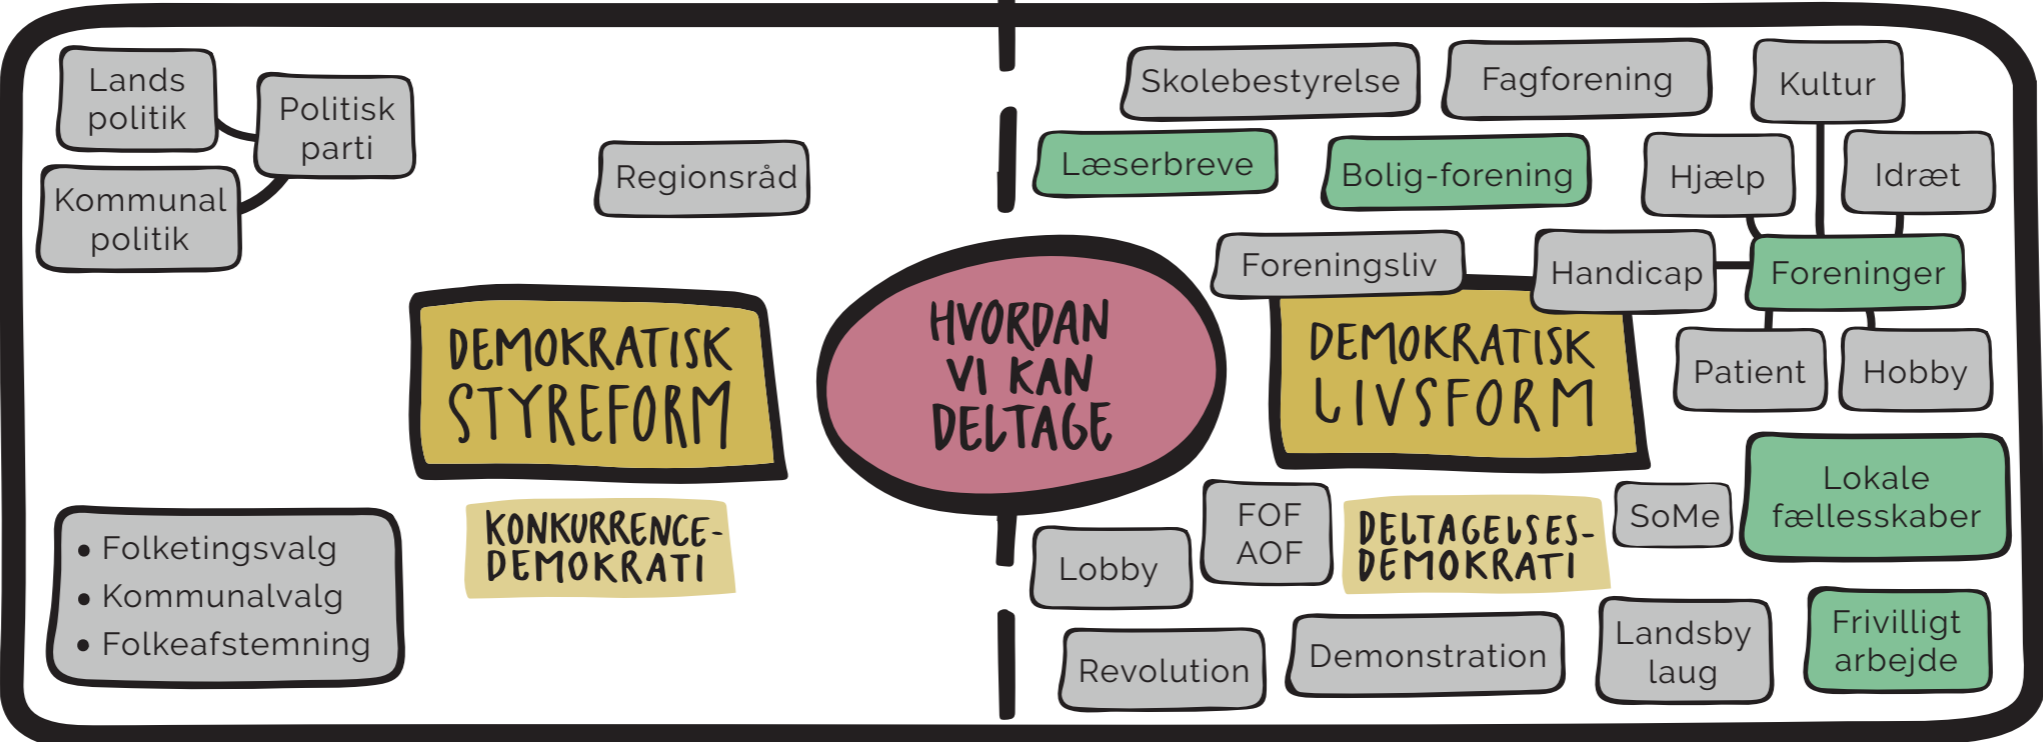 Lands
politik
Politisk
parti
Kommunal
politik
Regionsråd
DEMOKRATISK
STYREFORM
KONKURRENCE-
DEMOKRATI
• Folketingsvalg
• Kommunalvalg
• Folkeafstemning
HVORDAN
VI KAN
DELTAGE
Skolebestyrelse
Fagforening
Kultur
Læserbreve
Bolig-forening
Hjælp
Idræt
Foreningsliv
Handicap
Foreninger
DEMOKRATISK
LIVSFORM
Patient
Hobby
Lokale
fællesskaber
FOF
AOF
DELTAGELSES-
DEMOKRATI
SoMe
Lobby
Revolution
Demonstration
Landsby
laug
Frivilligt
arbejde